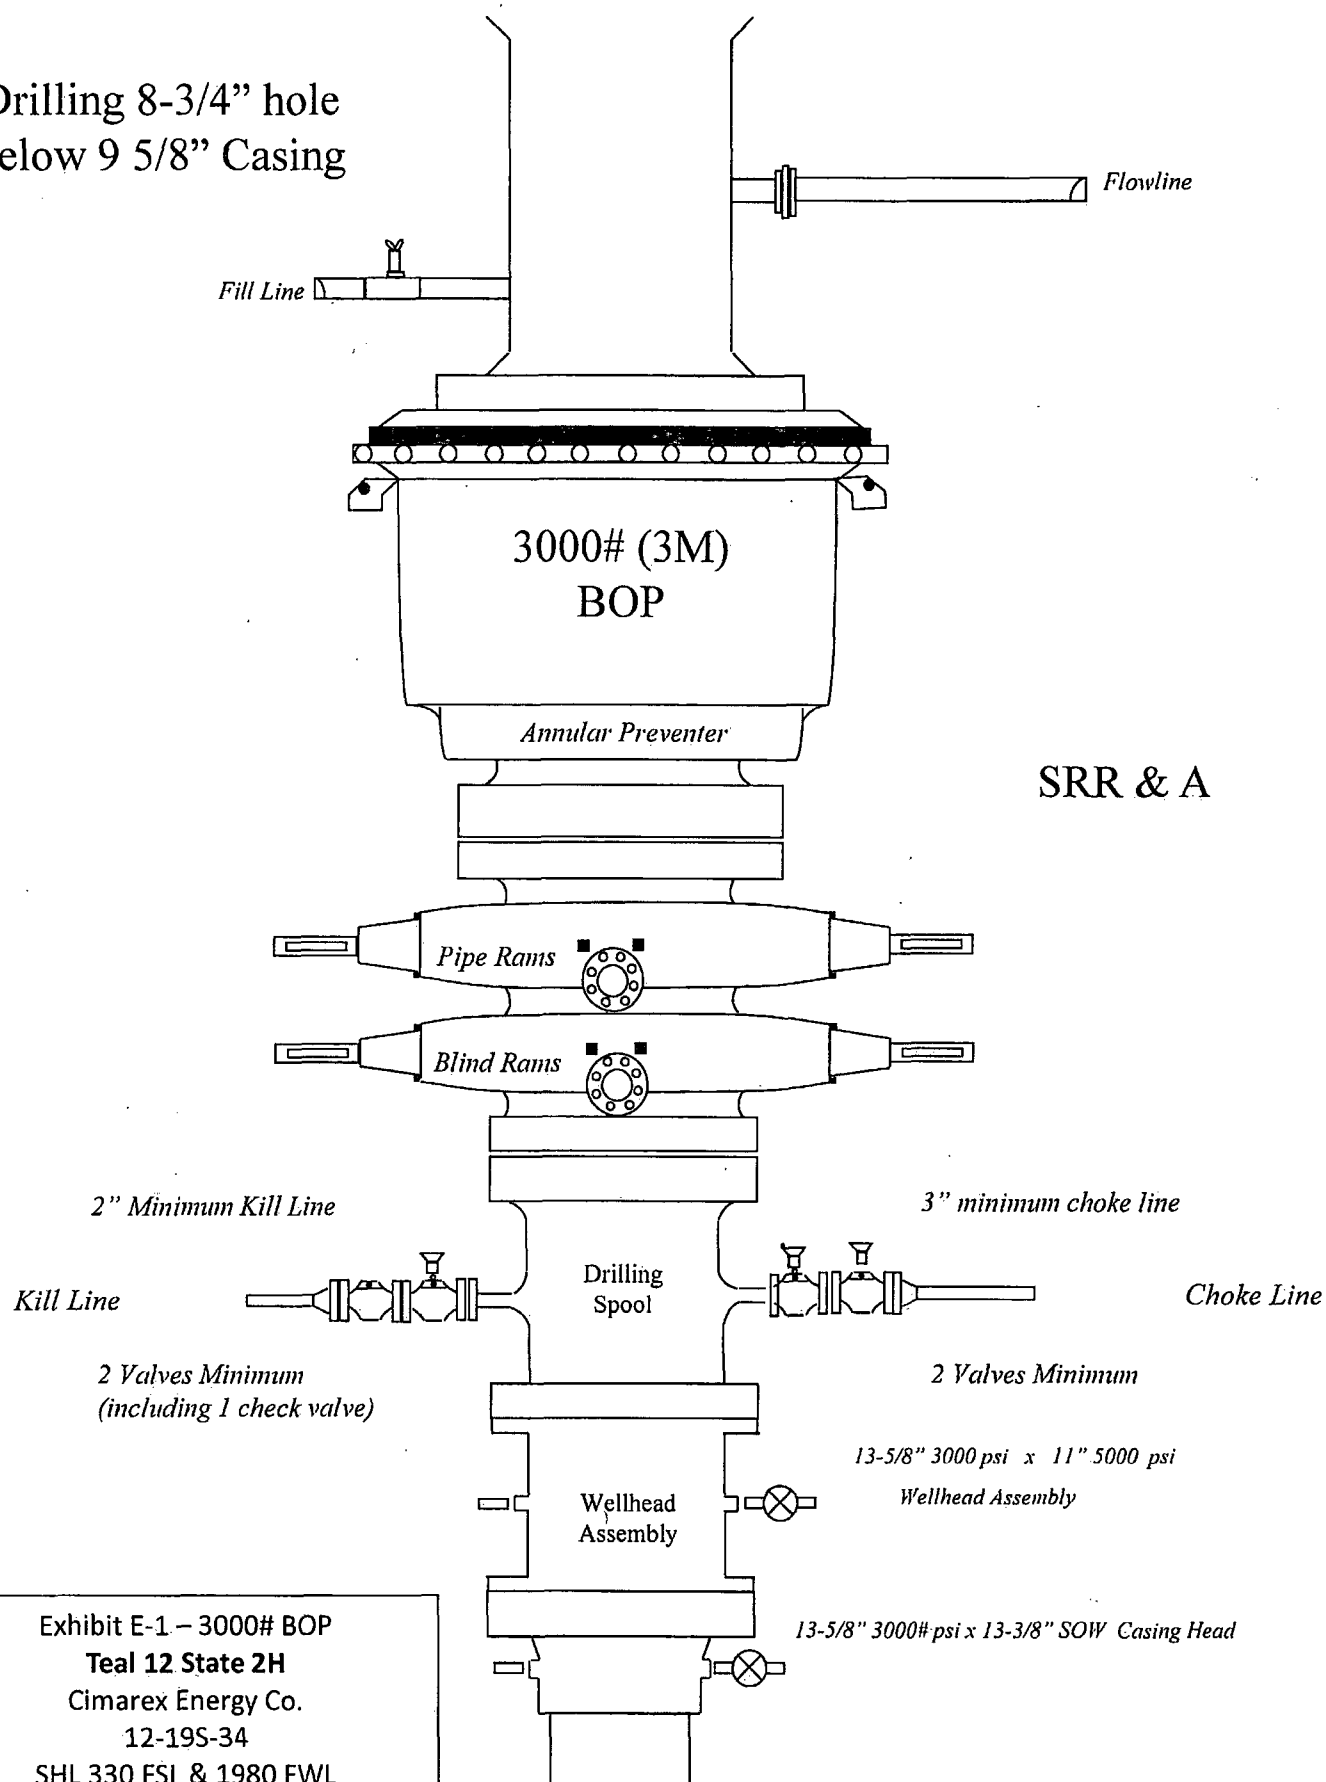 Drilling 8-3/4” hole
elow 9 5/8” Casing
Flowline
Fill Line
3000# (3M)
BOP
Annular Preventer
SRR & A
Pipe Rams
Blind Rams
2” Minimum Kill Line
3” minimum choke line
Drilling
Spool
Kill Line
Choke Line
2 Valves Minimum
(including 1 check valve)
2 Valves Minimum
13-5/8” 3000 psi x 11” 5000 psi
Wellhead Assembly
Wellhead
Assembly
13-5/8” 3000# psi x 13-3/8” SOW Casing Head
Exhibit E-1 – 3000# BOP
Teal 12 State 2H
Cimarex Energy Co.
12-19S-34
SHL 330 FSL & 1980 FWL